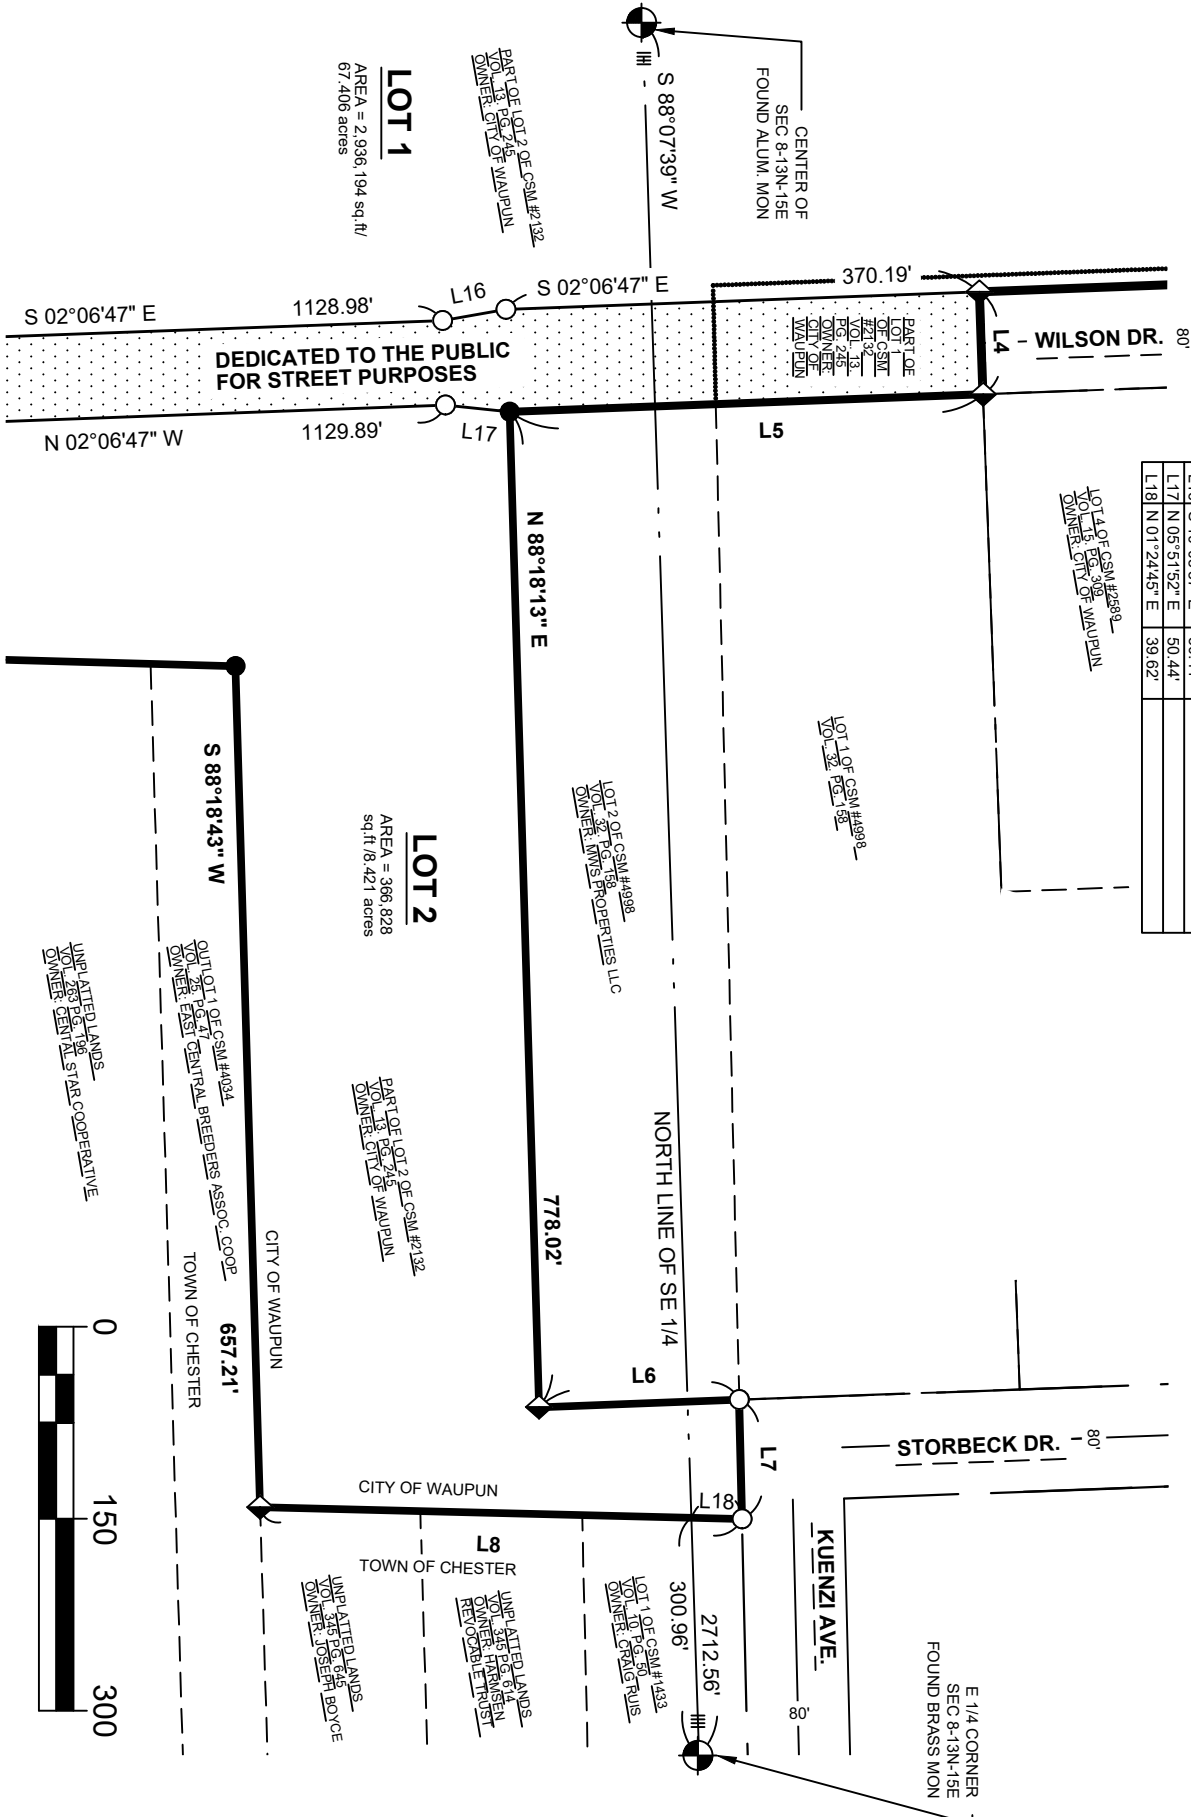 CENTER OF
SEC 8-13N-15E
FOUND ALUM. MON
S 88°07'39" W
PART OF LOT 2 OF CSM #2132
VOL. 13. PG. 245
OWNER: CITY OF WAUPUN
LOT 1
AREA = 2,936,194 sq.ft/
67.406 acres
370.19'
S 02°06'47" E
L16
1128.98'
S 02°06'47" E
DEDICATED TO THE PUBLIC
FOR STREET PURPOSES
PART OF
LOT 1
OF CSM
#2132
VOL. 13
PG. 245
OWNER:
CITY OF
WAUPUN
L4
WILSON DR.
80'
N 02°06'47" W
1129.89'
L17
L5
L17 N 05°51'52" E 50.44'
L18 N 01°24'45" E 39.62'
LOT 4 OF CSM #2589
VOL. 15. PG. 309
OWNER: CITY OF WAUPUN
N 88°18'13" E
778.02'
LOT 1 OF CSM #4998
VOL. 32. PG. 158
LOT 2 OF CSM #4998
VOL. 32. PG. 158
OWNER: MWS PROPERTIES LLC
NORTH LINE OF SE 1/4
LOT 2
AREA = 366,828
sq.ft /8.421 acres
S 88°18'43" W
657.21'
OUTLOT 1 OF CSM #4034
VOL. 25. PG. 47
OWNER: EAST CENTRAL BREEDERS ASSOC. COOP
UNPLATTED LANDS
VOL. 263 PG. 196
OWNER: CENTAL STAR COOPERATIVE
PART OF LOT 2 OF CSM #2132
VOL. 13. PG. 245
OWNER: CITY OF WAUPUN
CITY OF WAUPUN
TOWN OF CHESTER
L6
L7
L18
STORBECK DR.
80'
KUENZI AVE.
80'
CITY OF WAUPUN
L8
TOWN OF CHESTER
2712.56'
300.96'
LOT 1 OF CSM #1433
VOL. 10. PG. 50
OWNER: CRAIG RUIS
UNPLATTED LANDS
VOL. 345 PG. 614
OWNER: HARMSEN
REVOCABLE TRUST
UNPLATTED LANDS
VOL. 345 PG. 645
OWNER: JOSEPH BOYCE
E 1/4 CORNER
SEC 8-13N-15E
FOUND BRASS MON
0 150 300